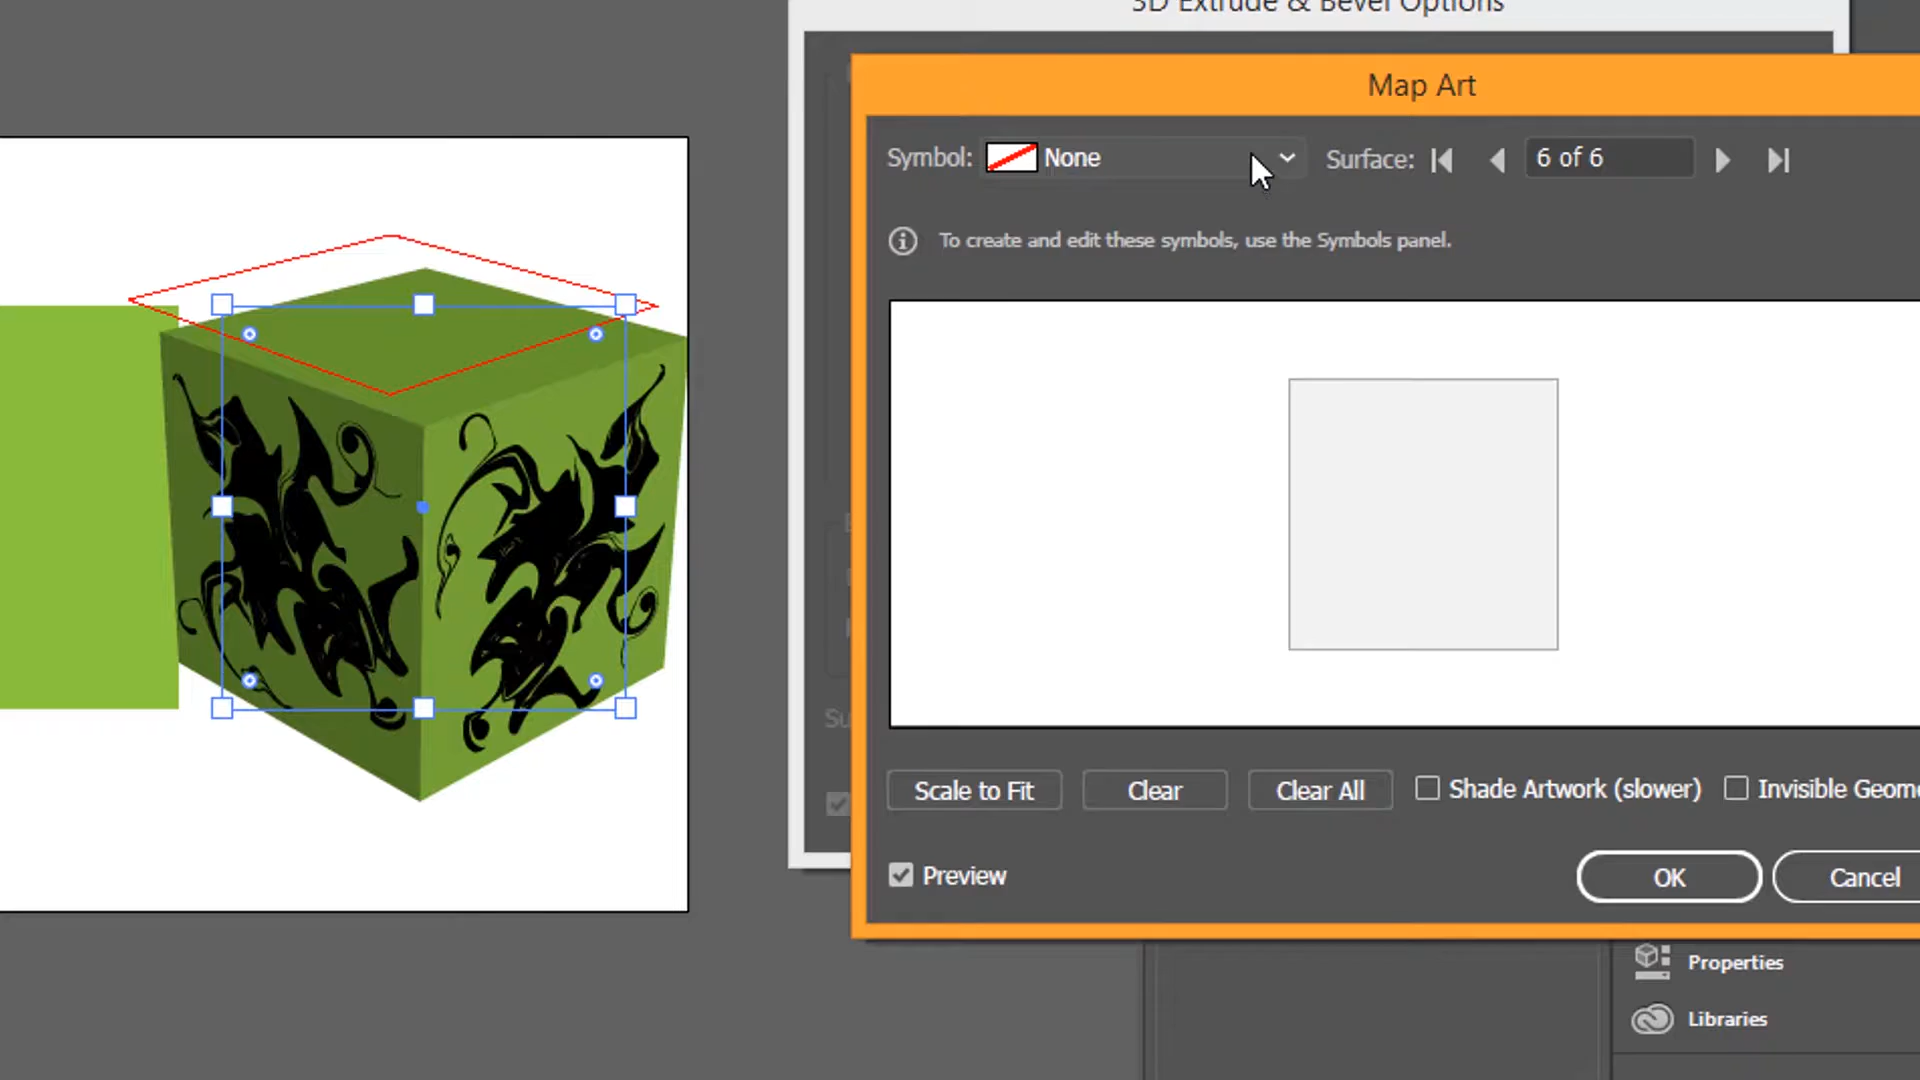 3D Extrude & Bevel Options
Map Art
Symbol: None Surface: 6 of 6
To create and edit these symbols, use the Symbols panel.
Su
Scale to Fit Clear Clear All Shade Artwork (slower) Invisible Geome
Preview OK Cancel
Properties
Libraries